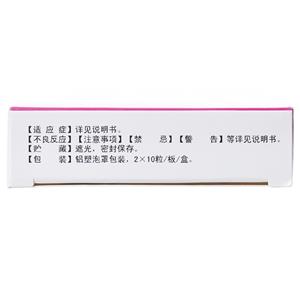 【适 应 症】详见说明书。
【不良反应】【注意事项】【禁 忌】【警 告】等详见说明书。
【贮 藏】遮光，密封保存。
【包 装】铝塑泡罩包装，2×10粒/板/盒。